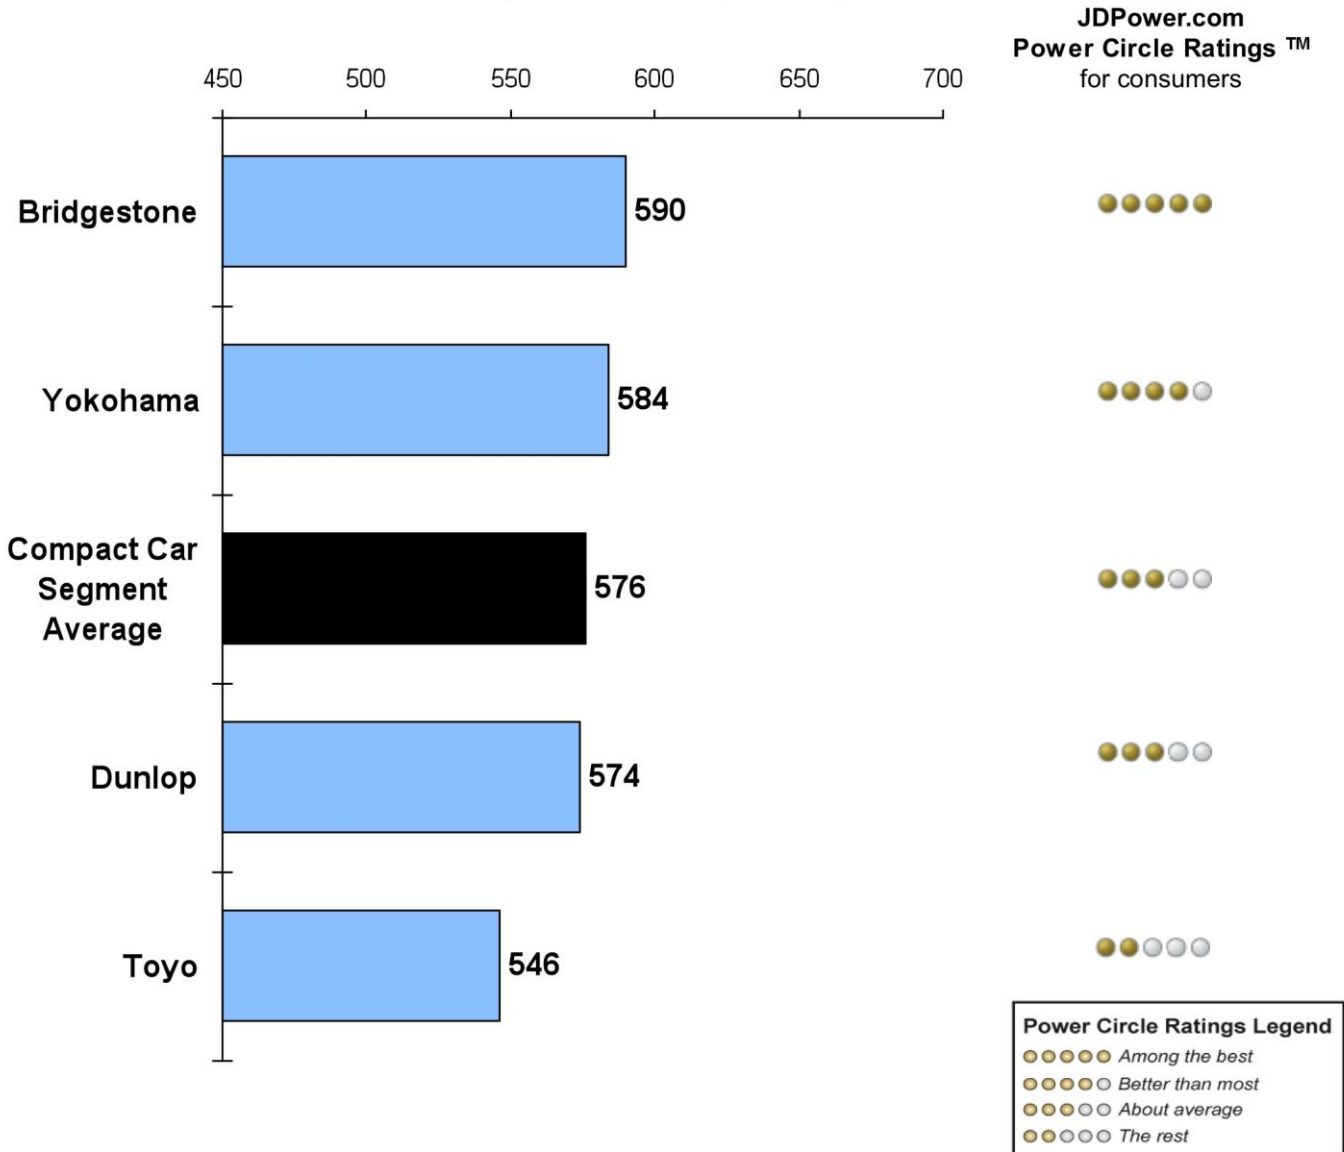 JDPower.com
Power Circle Ratings ™
for consumers
450 500 550 600 650 700
Bridgestone 590
Yokohama 584
Compact Car
Segment
Average
576
Dunlop 574
Toyo 546
Power Circle Ratings Legend
Among the best
Better than most
About average
The rest